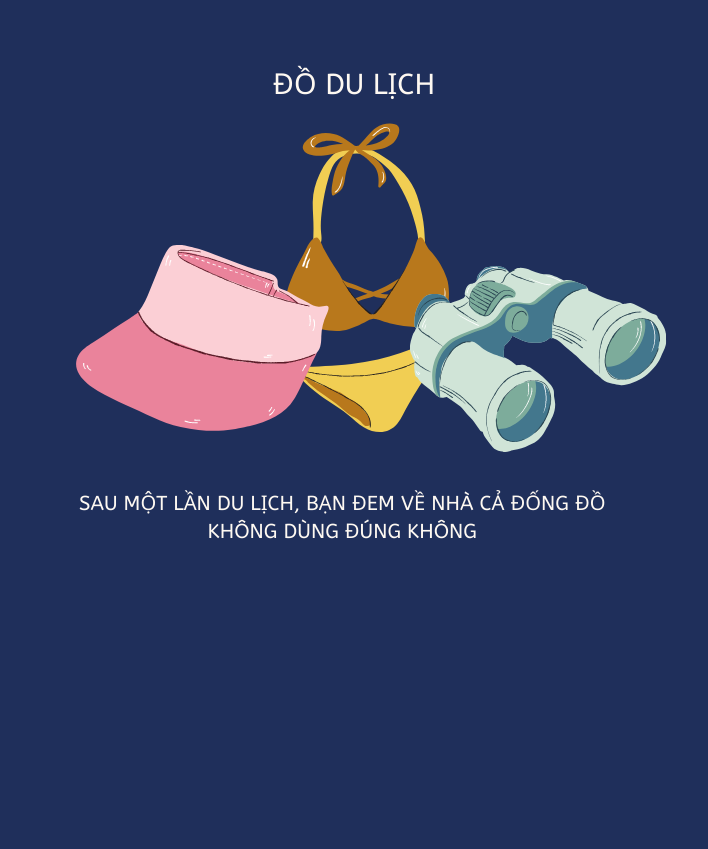 ĐỒ DU LỊCH
SAU MỘT LẦN DU LỊCH, BẠN ĐEM VỀ NHÀ CẢ ĐỐNG ĐỒ
KHÔNG DÙNG ĐÚNG KHÔNG